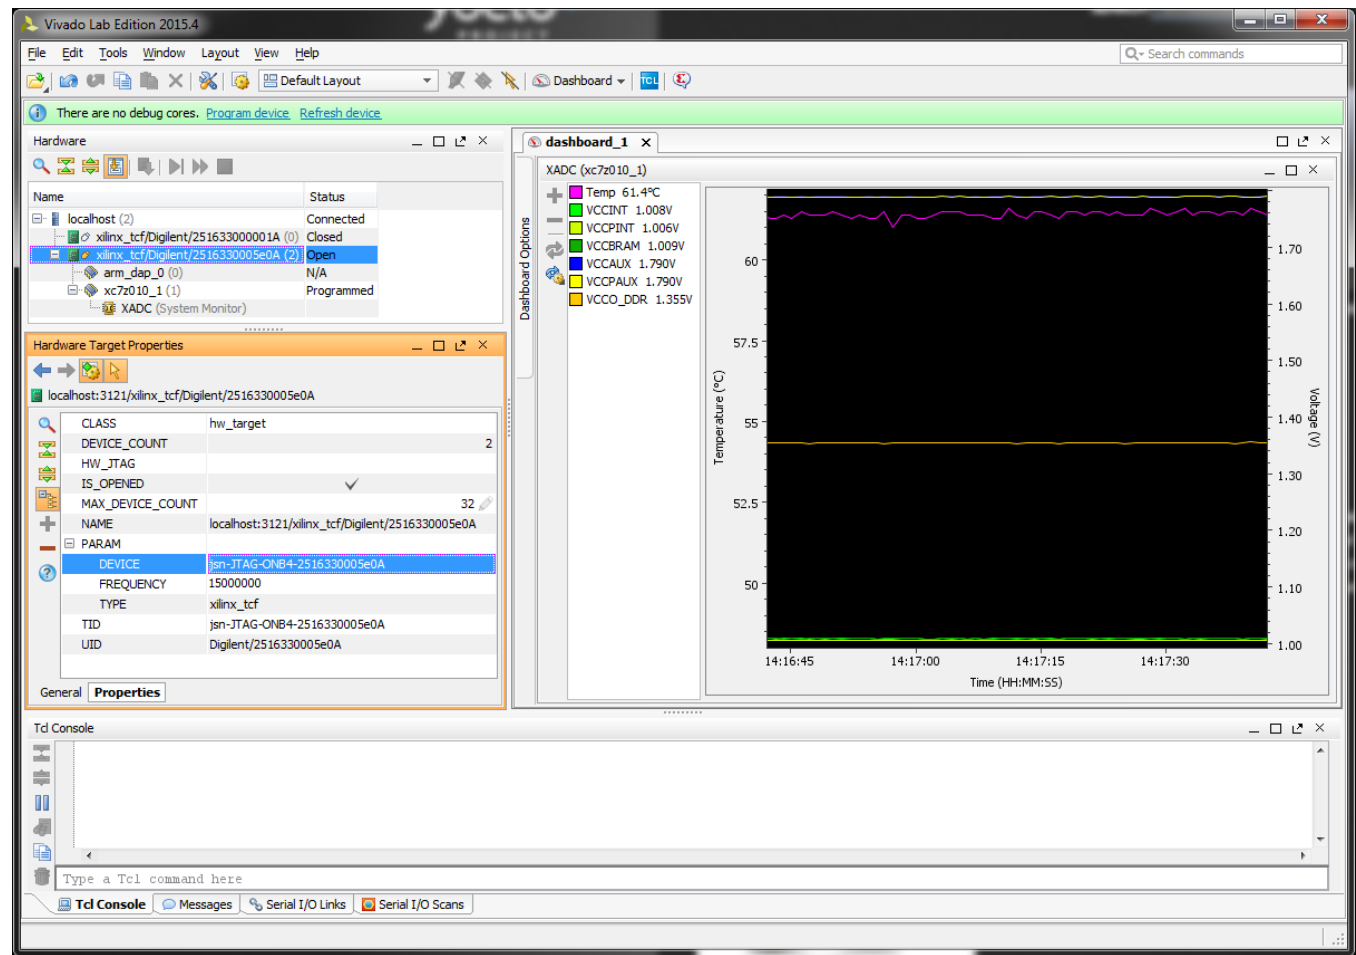 yocto
PROJECT
Vivado Lab Edition 2015.4
File Edit Tools Window Layout View Help
Search commands
Default Layout
Dashboard
TCL
There are no debug cores. Program device Refresh device
Hardware
Name Status
localhost (2) Connected
xilinx_tcf/Digilent/251633000001A (0) Closed
xilinx_tcf/Digilent/2516330005e0A (2) Open
arm_dap_0 (0) N/A
xc7z010_1 (1) Programmed
XADC (System Monitor)
Hardware Target Properties
localhost:3121/xilinx_tcf/Digilent/2516330005e0A
CLASS hw_target
DEVICE_COUNT 2
HW_JTAG
IS_OPENED
MAX_DEVICE_COUNT 32
NAME localhost:3121/xilinx_tcf/Digilent/2516330005e0A
PARAM
DEVICE jsn-JTAG-ONB4-2516330005e0A
FREQUENCY 15000000
TYPE xilinx_tcf
TID jsn-JTAG-ONB4-2516330005e0A
UID Digilent/2516330005e0A
General Properties
dashboard_1
Dashboard Options
XADC (xc7z010_1)
Temp 61.4°C
VCCINT 1.008V
VCCPINT 1.006V
VCCBRAM 1.009V
VCCAUX 1.790V
VCCPAUX 1.790V
VCCO_DDR 1.355V
Temperature (°C)
60
57.5
55
52.5
50
1.70
1.60
1.50
1.40
1.30
1.20
1.10
1.00
Voltage (V)
14:16:45 14:17:00 14:17:15 14:17:30
Time (HH:MM:SS)
Tcl Console
Type a Tcl command here
Tcl Console Messages Serial I/O Links Serial I/O Scans